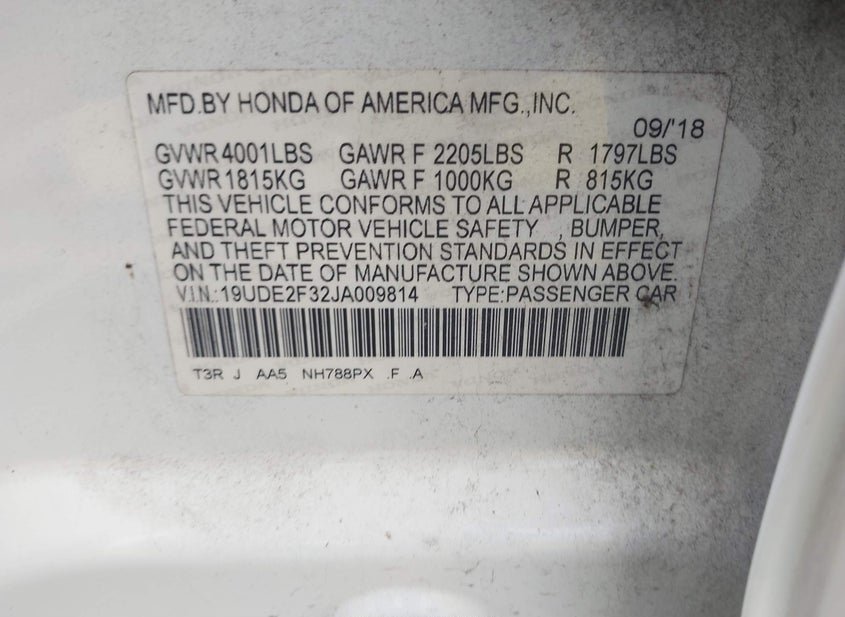 MFD.BY HONDA OF AMERICA MFG.,INC.
09/'18
GVWR 4001LBS GAWR F 2205LBS R 1797LBS
GVWR 1815KG GAWR F 1000KG R 815KG
THIS VEHICLE CONFORMS TO ALL APPLICABLE
FEDERAL MOTOR VEHICLE SAFETY , BUMPER,
AND THEFT PREVENTION STANDARDS IN EFFECT
ON THE DATE OF MANUFACTURE SHOWN ABOVE.
V.I.N.:19UDE2F32JA009814 TYPE:PASSENGER CAR
T3R J AA5 NH788PX .F .A